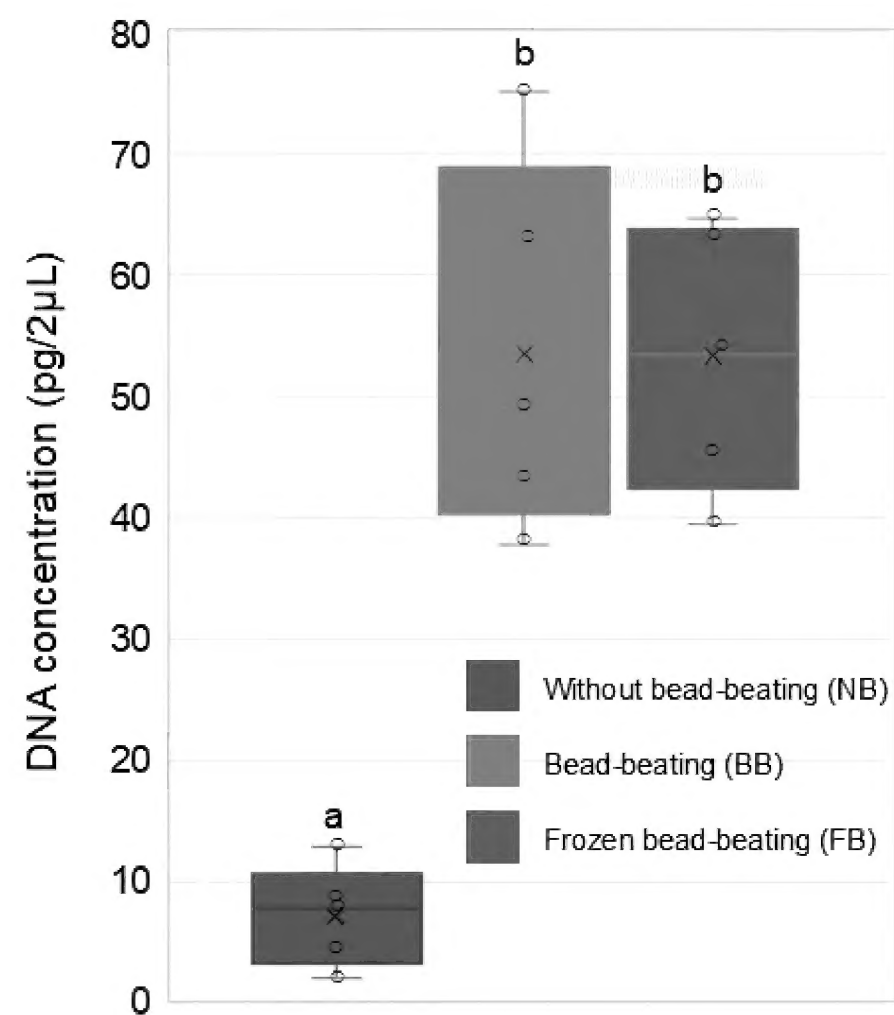 80
70
60
50
40
30
20
10
0
DNA concentration (pg/2µL)
a
b
b
Without bead-beating (NB)
Bead-beating (BB)
Frozen bead-beating (FB)